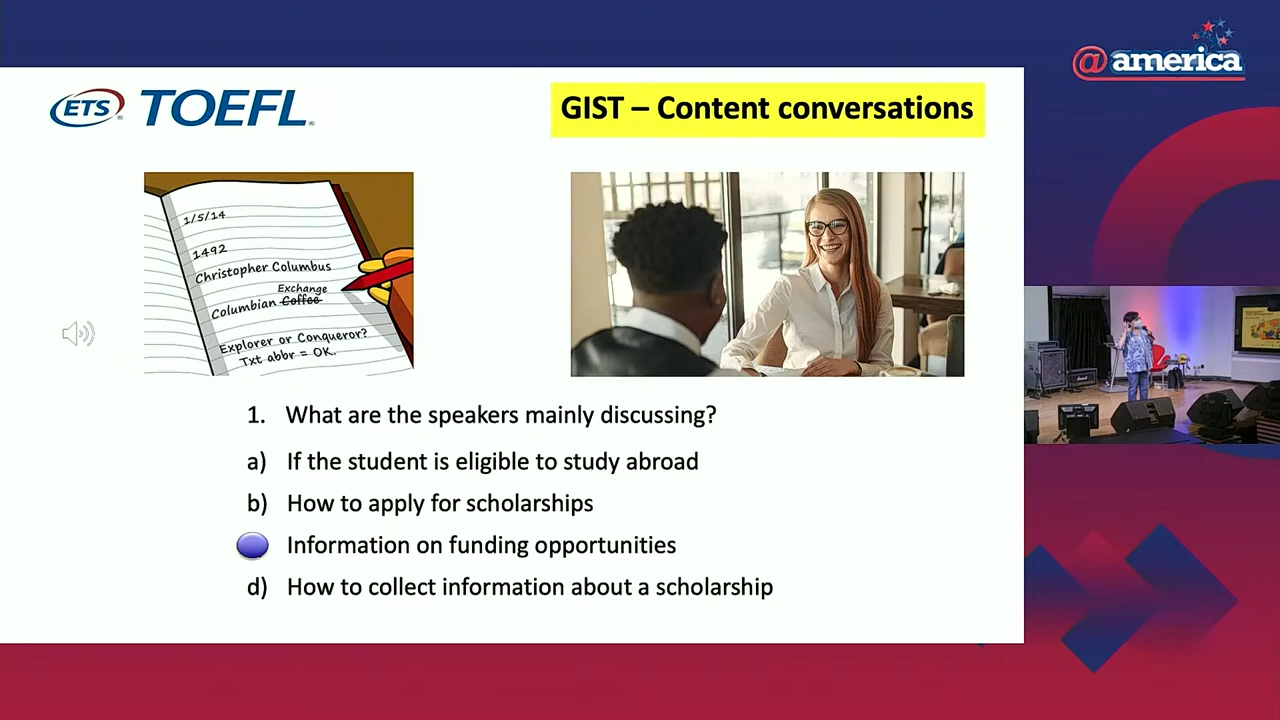 @america
ETS TOEFL
GIST – Content conversations
1/5/14
1492
Christopher Columbus
Exchange
Columbian Coffee
Explorer or Conqueror?
Txt abbr = OK.
1. What are the speakers mainly discussing?
a) If the student is eligible to study abroad
b) How to apply for scholarships
Information on funding opportunities
d) How to collect information about a scholarship